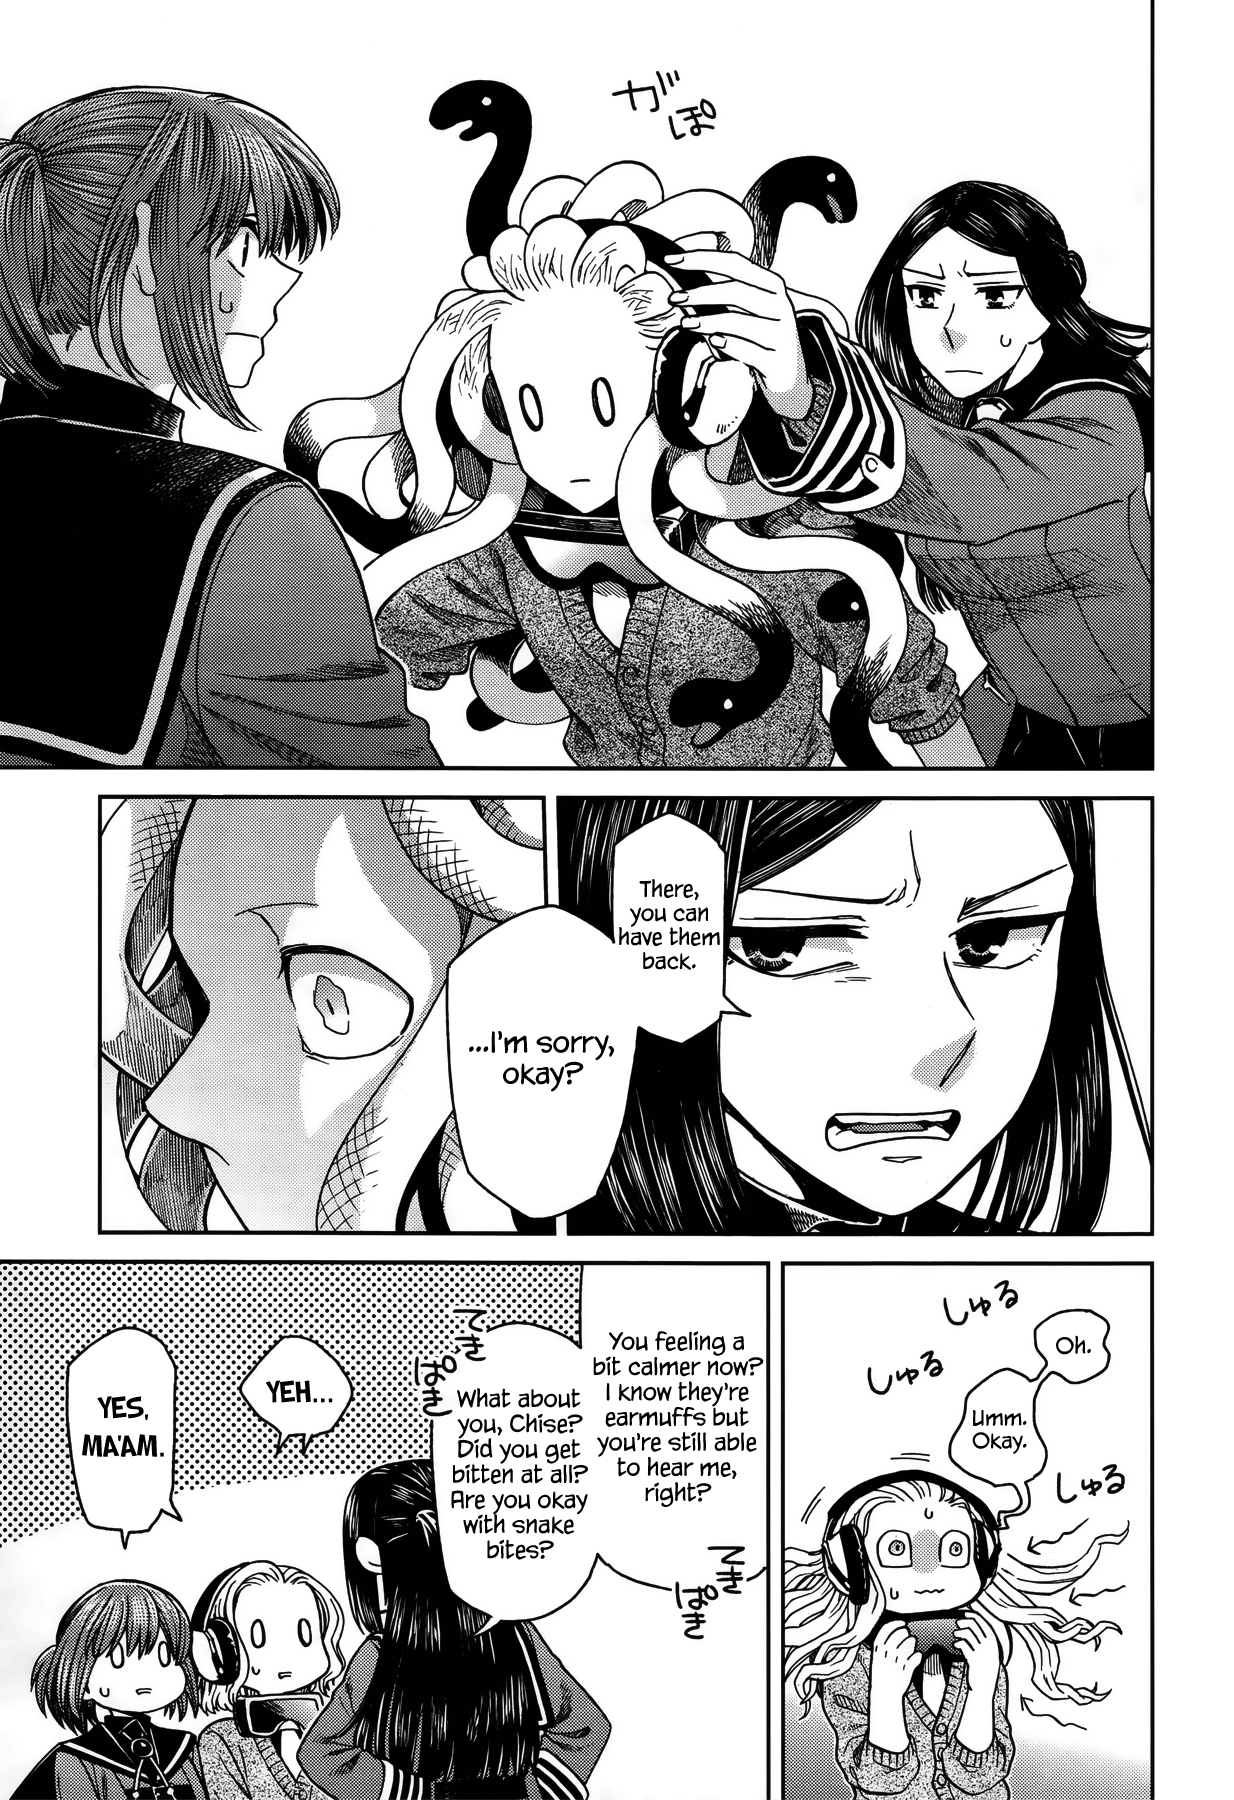 ガ
ぽ
There,
you can
have them
back.
...I'm sorry,
okay?
しゅる
しゅる
しゅる
Oh.
Umm.
Okay.
You feeling a
bit calmer now?
I know they're
earmuffs but
you're still able
to hear me,
right?
てき
ぱき
What about
you, Chise?
Did you get
bitten at all?
Are you okay
with snake
bites?
てき
ぱき
YEH...
YES,
MA'AM.